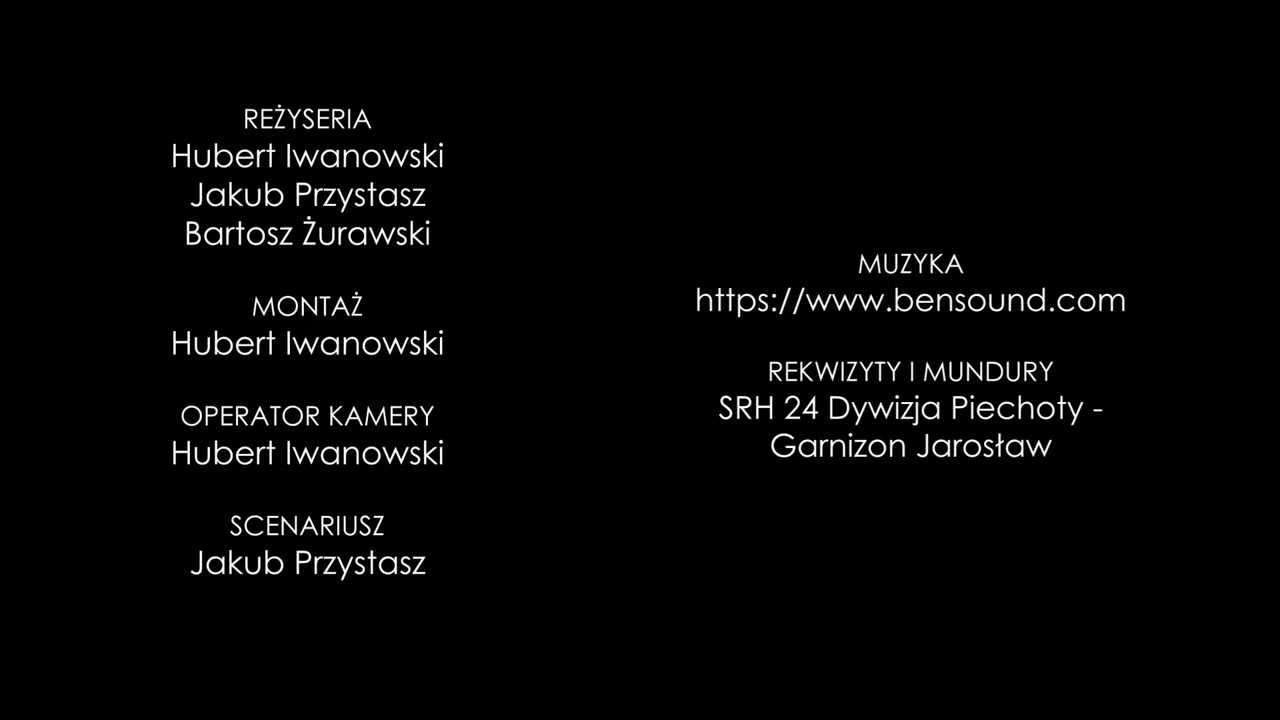 REŻYSERIA
Hubert Iwanowski
Jakub Przystasz
Bartosz Żurawski
MONTAŻ
Hubert Iwanowski
OPERATOR KAMERY
Hubert Iwanowski
SCENARIUSZ
Jakub Przystasz
MUZYKA
https://www.bensound.com
REKWIZYTY I MUNDURY
SRH 24 Dywizja Piechoty -
Garnizon Jarosław